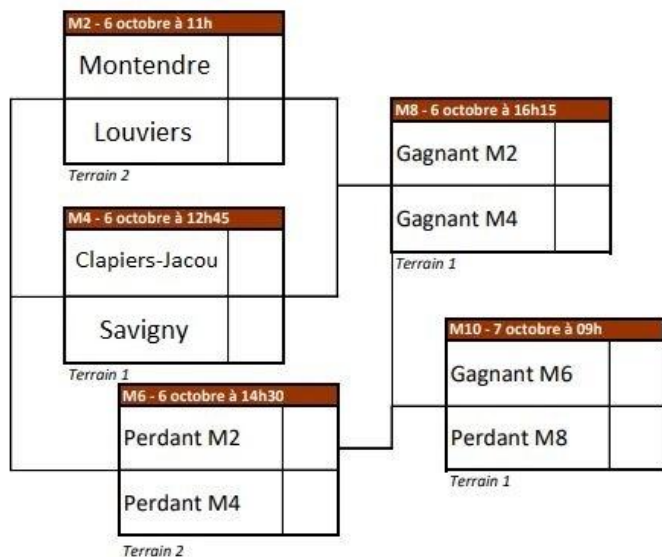 M2 - 6 octobre à 11h
Montendre
Louviers
Terrain 2
M4 - 6 octobre à 12h45
Clapiers-Jacou
Savigny
Terrain 1
M6 - 6 octobre à 14h30
Perdant M2
Perdant M4
Terrain 2
M8 - 6 octobre à 16h15
Gagnant M2
Gagnant M4
Terrain 1
M10 - 7 octobre à 09h
Gagnant M6
Perdant M8
Terrain 1